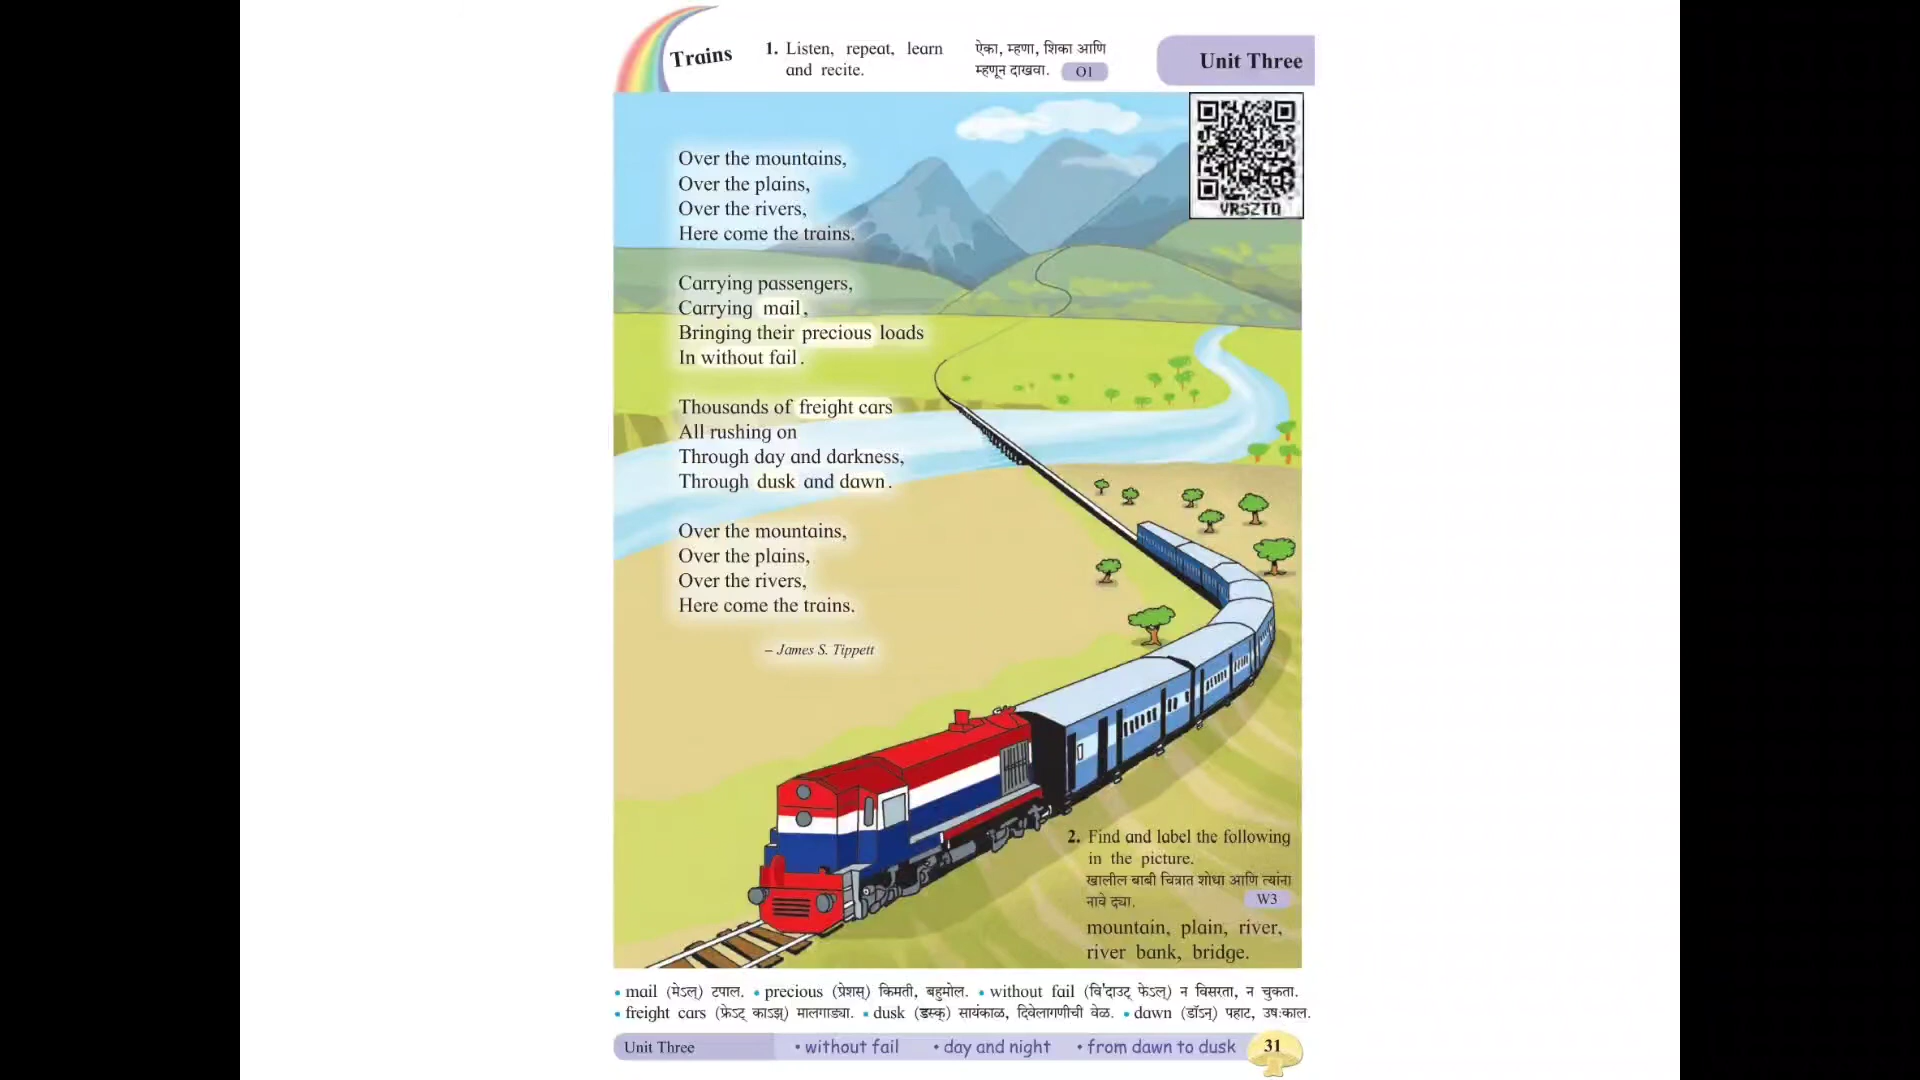 Trains
1. Listen, repeat, learn
and recite.
ऐका, म्हणा, शिका आणि
म्हणून दाखवा. O1
Unit Three
VRSZTD
Over the mountains,
Over the plains,
Over the rivers,
Here come the trains.
Carrying passengers,
Carrying mail,
Bringing their precious loads
In without fail.
Thousands of freight cars
All rushing on
Through day and darkness,
Through dusk and dawn.
Over the mountains,
Over the plains,
Over the rivers,
Here come the trains.
– James S. Tippett
2. Find and label the following
in the picture.
खालील बाबी चित्रात शोधा आणि त्यांना
नावे द्या. W3
mountain, plain, river,
river bank, bridge.
• mail (मेऽल्) टपाल. • precious (प्रेशस्) किमती, बहुमोल. • without fail (वि'दाउट् फेऽल्) न विसरता, न चुकता.
• freight cars (फ्रेऽट् काऽझ्) मालगाड्या. • dusk (डस्क्) सायंकाळ, दिवेलागणीची वेळ. • dawn (डॉऽन्) पहाट, उषःकाल.
Unit Three • without fail • day and night • from dawn to dusk 31